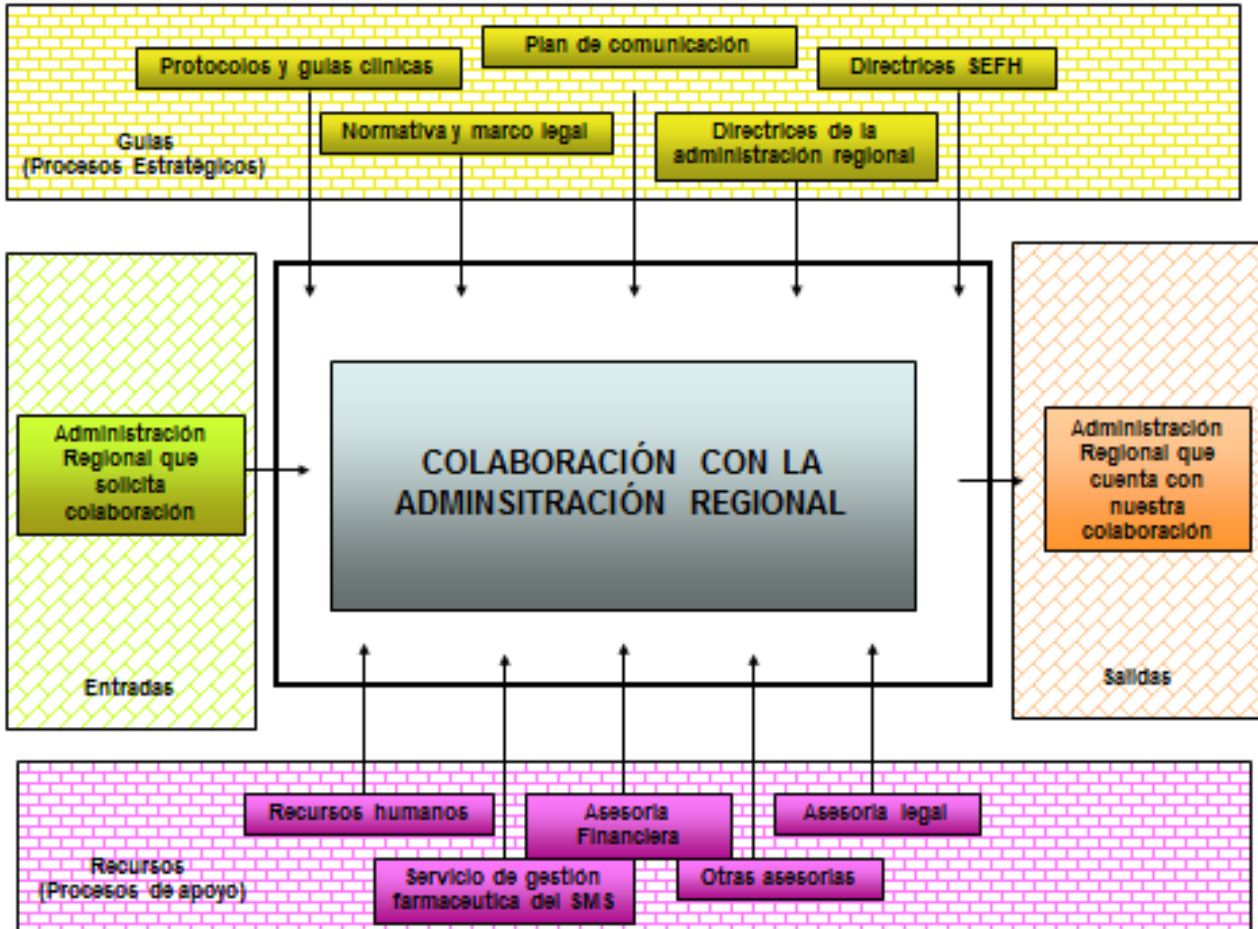 Plan de comunicación
Protocolos y guías clínicas
Directrices SEFH
Normativa y marco legal
Directrices de la
administración regional
Guías
(Procesos Estratégicos)
Administración
Regional que
solicita
colaboración
Entradas
COLABORACIÓN CON LA
ADMINSITRACIÓN REGIONAL
Administración
Regional que
cuenta con
nuestra
colaboración
Salidas
Recursos humanos
Asesoría
Financiera
Asesoría legal
Servicio de gestión
farmaceutica del SMS
Otras asesorías
Recursos
(Procesos de apoyo)